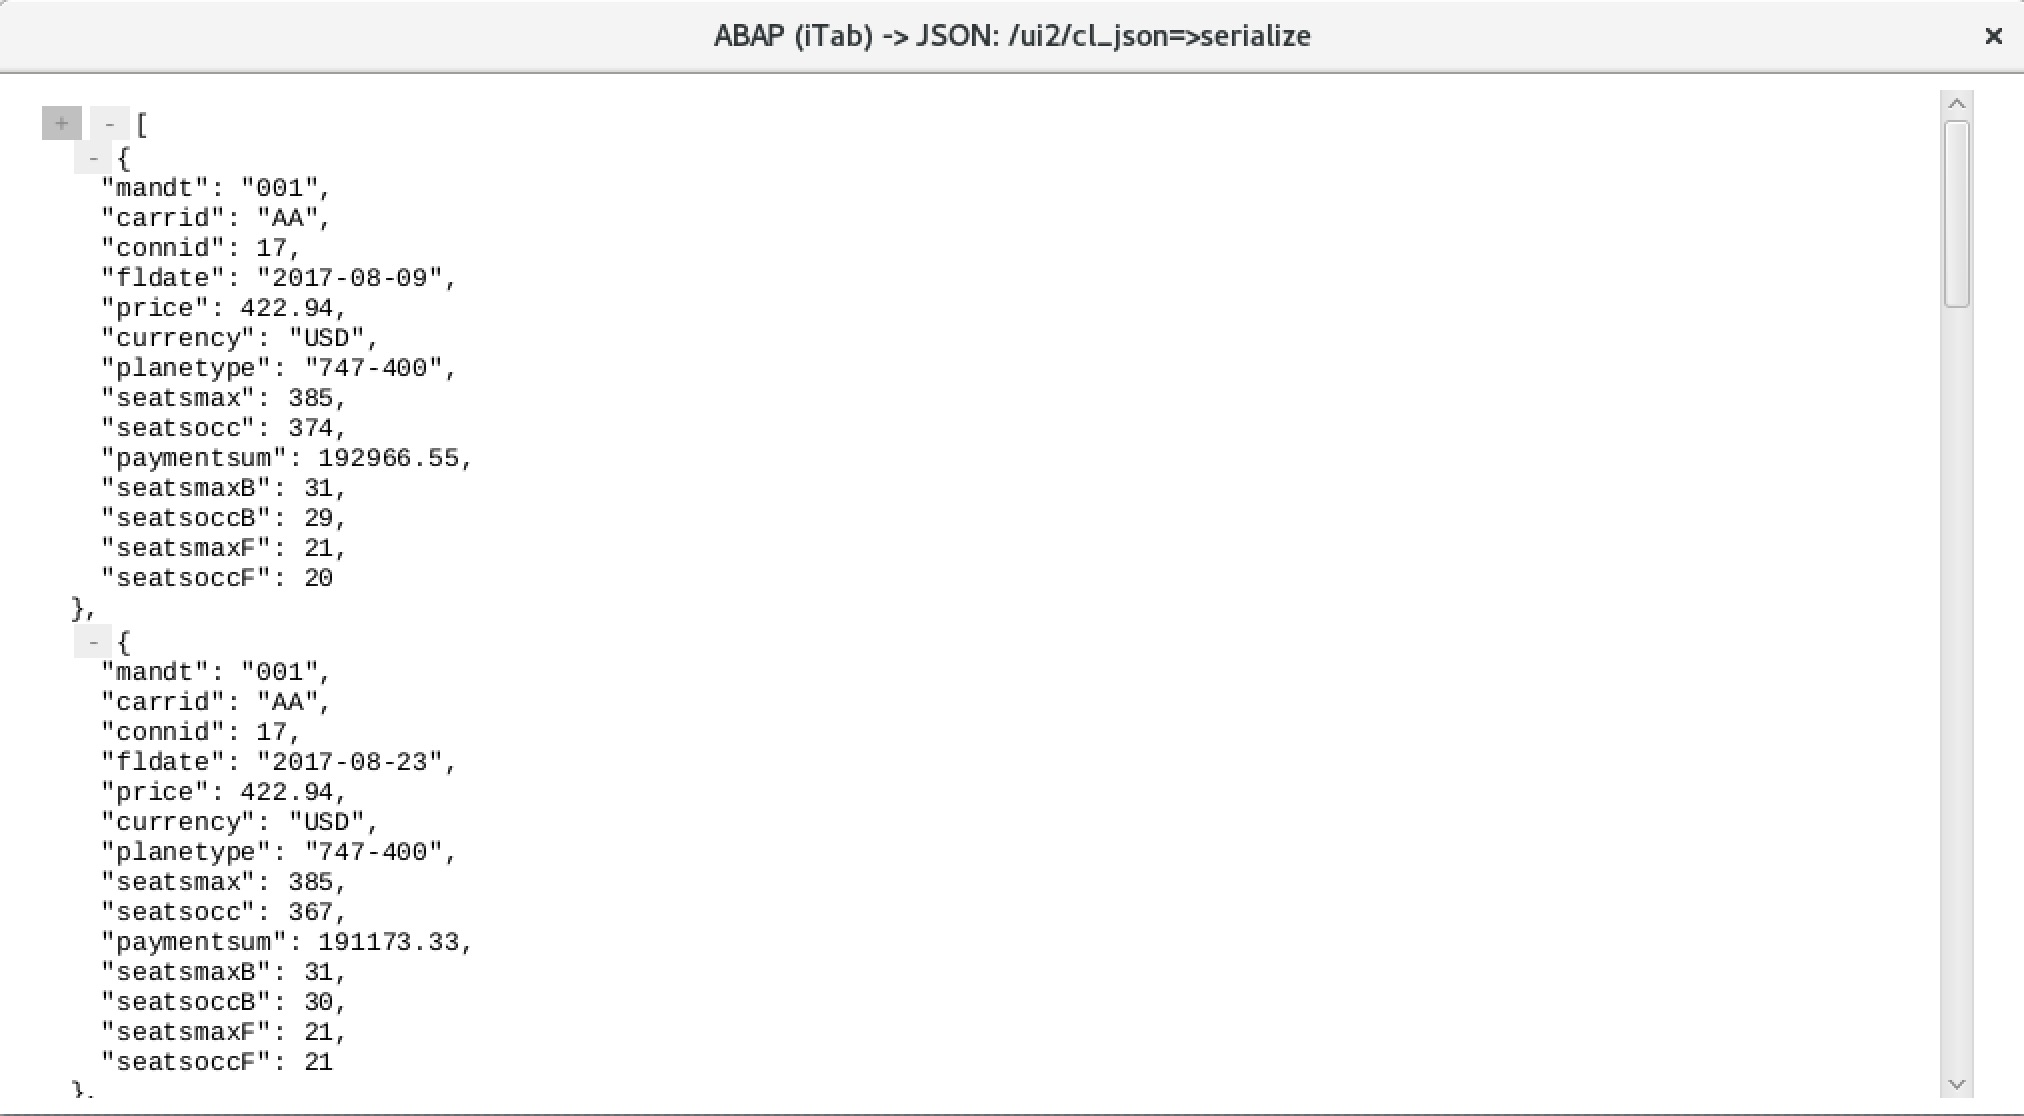 ABAP (iTab) -> JSON: /ui2/cl_json=>serialize ×
+ - [
- {
"mandt": "001",
"carrid": "AA",
"connid": 17,
"fldate": "2017-08-09",
"price": 422.94,
"currency": "USD",
"planetype": "747-400",
"seatsmax": 385,
"seatsocc": 374,
"paymentsum": 192966.55,
"seatsmaxB": 31,
"seatsoccB": 29,
"seatsmaxF": 21,
"seatsoccF": 20
},
- {
"mandt": "001",
"carrid": "AA",
"connid": 17,
"fldate": "2017-08-23",
"price": 422.94,
"currency": "USD",
"planetype": "747-400",
"seatsmax": 385,
"seatsocc": 367,
"paymentsum": 191173.33,
"seatsmaxB": 31,
"seatsoccB": 30,
"seatsmaxF": 21,
"seatsoccF": 21
},